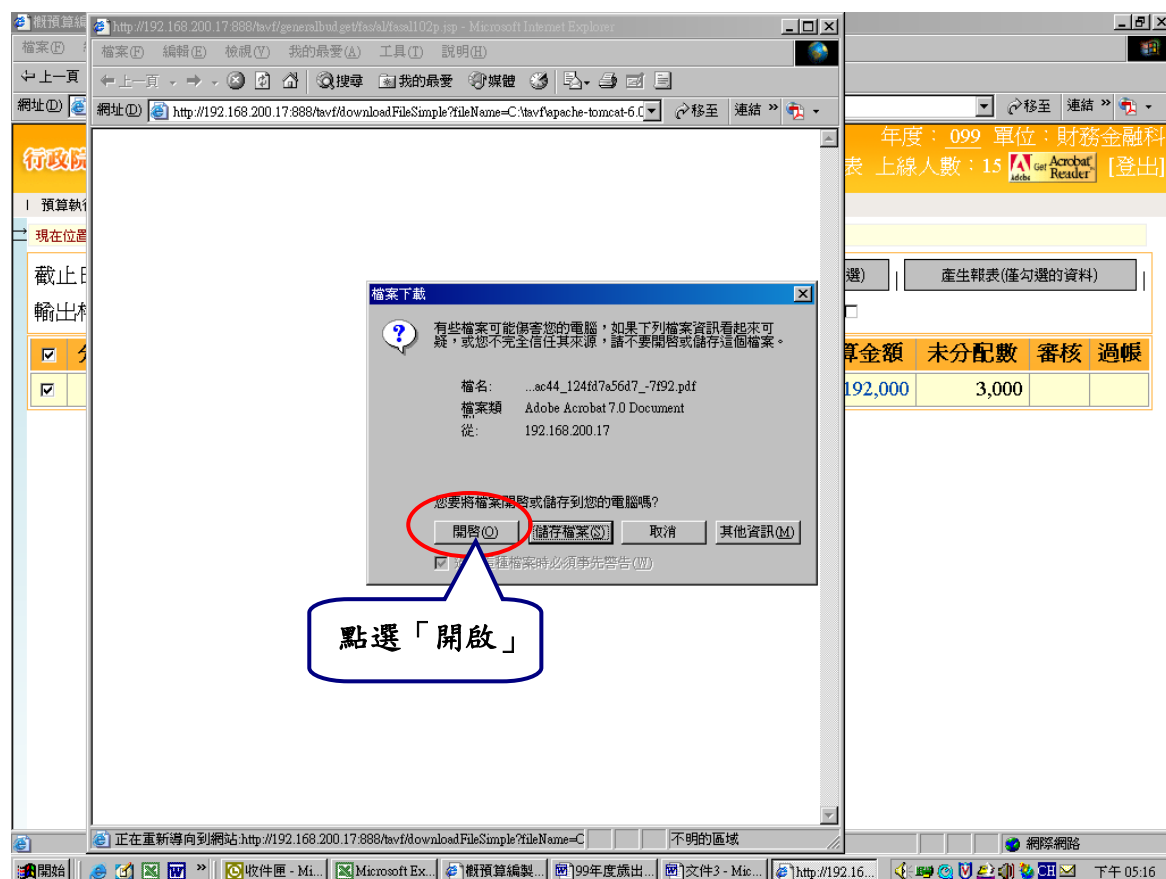 概預算編
http://192.168.200.17:888/tavf/generalbudget/fas/al/fasal102p.jsp - Microsoft Internet Explorer
檔案(F)
檔案(F) 編輯(E) 檢視(V) 我的最愛(A) 工具(T) 說明(H)
上一頁
上一頁 搜尋 我的最愛 媒體
網址(D)
網址(D) http://192.168.200.17:888/tavf/downloadFileSimple?fileName=C:\tavf\apache-tomcat-6.0 移至 連結 »
移至 連結 »
年度：099 單位：財務金融科
行政院
表 上線人數：15 Adobe Get Acrobat Reader [登出]
預算執行
現在位置
截止日
選) | 產生報表(僅勾選的資料) |
輸出格
算金額 未分配數 審核 過帳
192,000 3,000
檔案下載
有些檔案可能傷害您的電腦，如果下列檔案資訊看起來可
疑，或您不完全信任其來源，請不要開啓或儲存這個檔案。
檔名: ...ac44_124fd7a56d7_-7f92.pdf
檔案類 Adobe Acrobat 7.0 Document
從: 192.168.200.17
您要將檔案開啓或儲存到您的電腦嗎?
開啓(O) 儲存檔案(S) 取消 其他資訊(M)
種檔案時必須事先警告(W)
點選「開啟」
正在重新導向到網站:http://192.168.200.17:888/tavf/downloadFileSimple?fileName=C 不明的區域
網際網路
開始 » 收件匣 - Mi... Microsoft Ex... 概預算編製... 99年度歲出... 文件3 - Mic... http://192.16... CH 下午 05:16